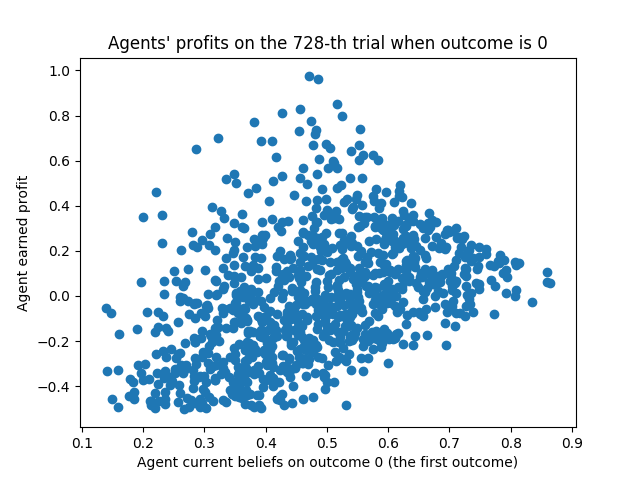 Agents' profits on the 728-th trial when outcome is 0
1.0
0.8
0.6
0.4
0.2
0.0
−0.2
−0.4
Agent earned profit
0.1 0.2 0.3 0.4 0.5 0.6 0.7 0.8 0.9
Agent current beliefs on outcome 0 (the first outcome)